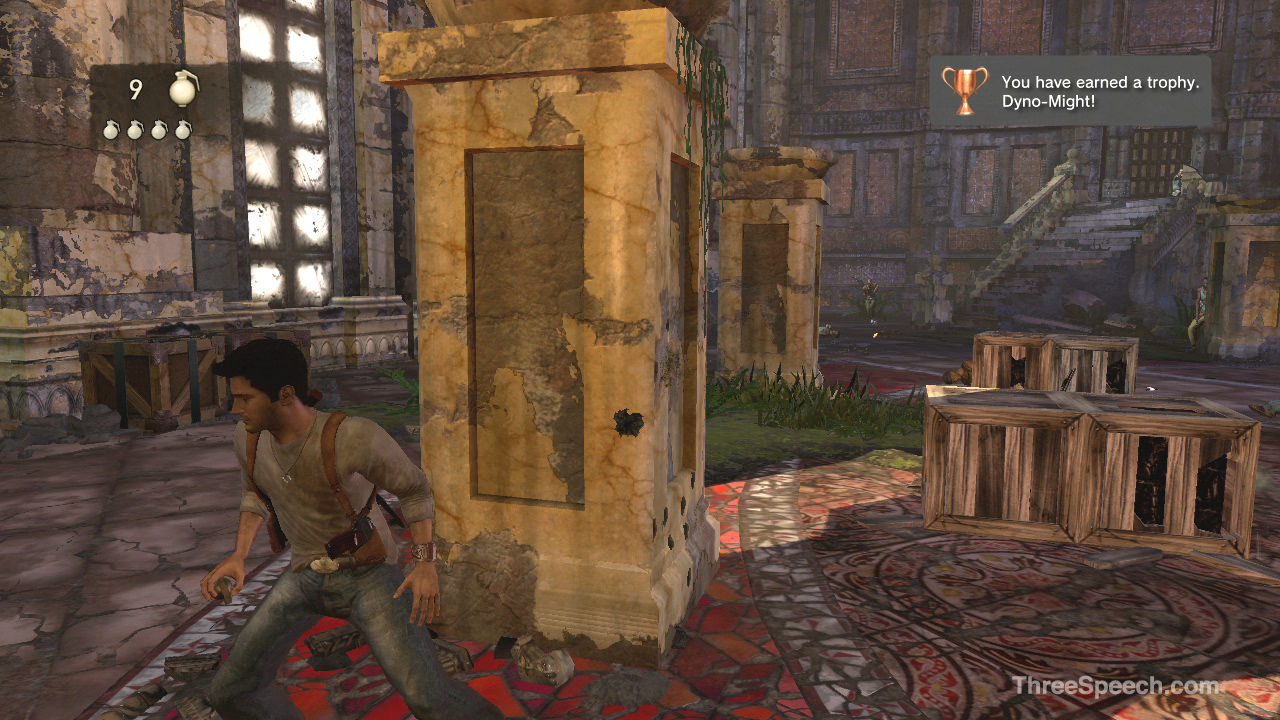 9
You have earned a trophy.
Dyno-Might!
ThreeSpeech.com